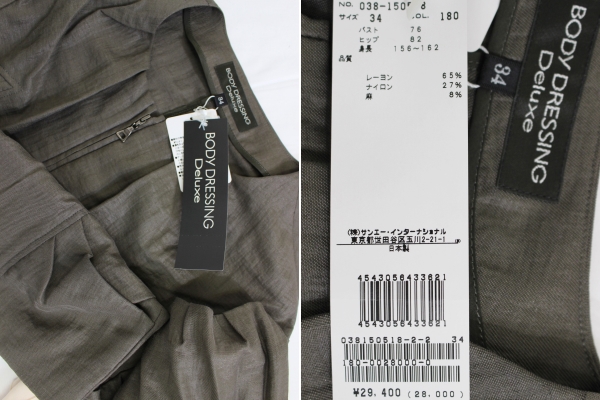 BODY DRESSING
Deluxe
34
BODY DRESSING
Deluxe
NO. 038-150518
サイズ 34 COL. 180
バスト 76
ヒップ 82
身長 156~162
品質
レーヨン 65%
ナイロン 27%
麻 8%
(株)サンエー・インターナショナル
東京都世田谷区玉川2-21-1
日本製
4543056433621
4543056433621
038150518-2-2 34
180-0028000-0
¥29,400 (28,000)
34
BODY DRESSING
Deluxe